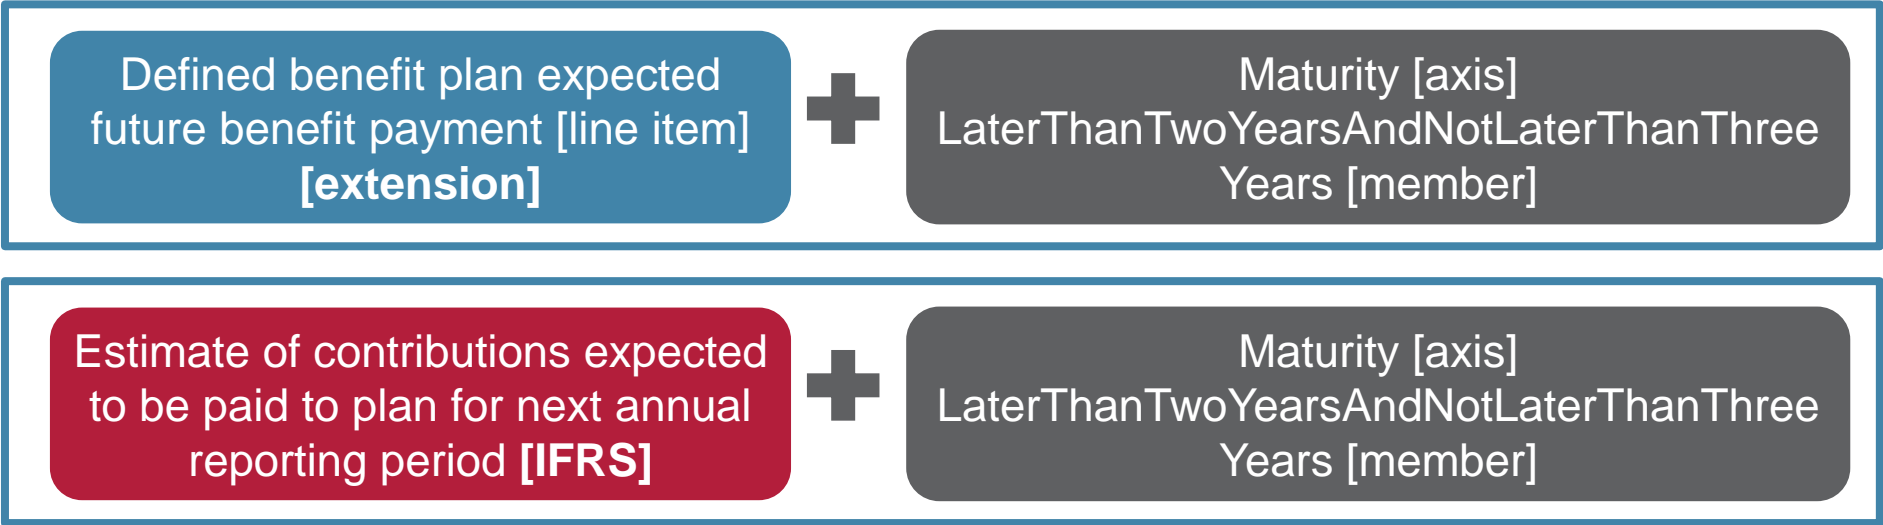 Defined benefit plan expected
future benefit payment [line item]
[extension]
Maturity [axis]
LaterThanTwoYearsAndNotLaterThanThree
Years [member]
Estimate of contributions expected
to be paid to plan for next annual
reporting period [IFRS]
Maturity [axis]
LaterThanTwoYearsAndNotLaterThanThree
Years [member]